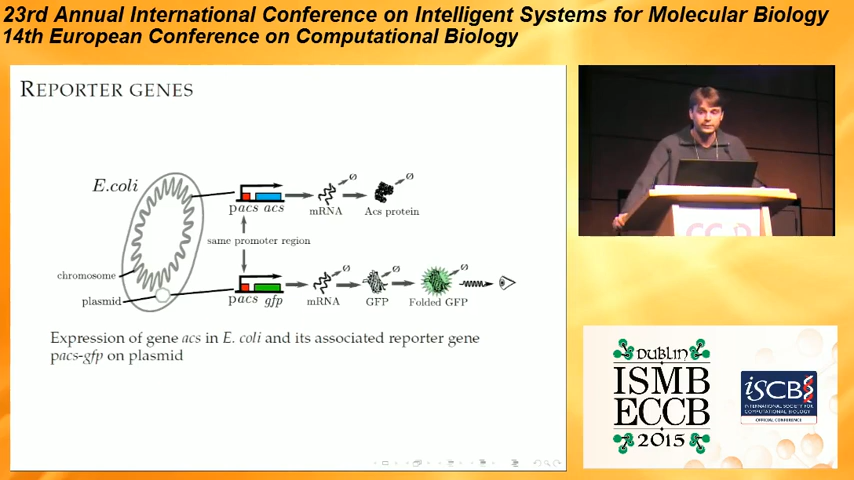 23rd Annual International Conference on Intelligent Systems for Molecular Biology
14th European Conference on Computational Biology
REPORTER GENES
E.coli
pacs acs
mRNA
Acs protein
same promoter region
chromosome
plasmid
pacs gfp
mRNA
GFP
Folded GFP
Ø
Ø
Ø
Ø
Ø
Expression of gene acs in E. coli and its associated reporter gene
pacs-gfp on plasmid
DUBLIN
ISMB
ECCB
2015
iSCB
INTERNATIONAL SOCIETY FOR
COMPUTATIONAL BIOLOGY
OFFICIAL CONFERENCE